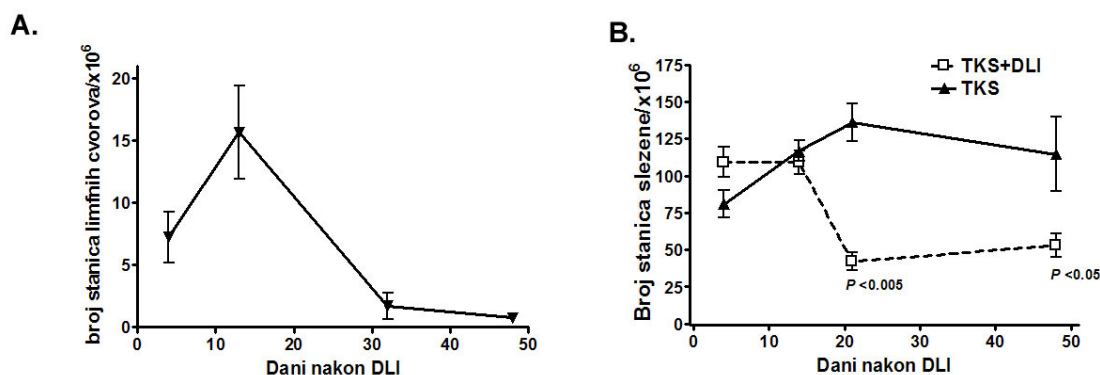 A.
broj stanica limfnih cvorova/x10⁶
20
15
10
5
0
0 10 20 30 40 50
Dani nakon DLI
B.
TKS+DLI
TKS
Broj stanica slezene/x10⁶
175
150
125
100
75
50
25
0
P <0.005
P <0.05
0 10 20 30 40 50
Dani nakon DLI